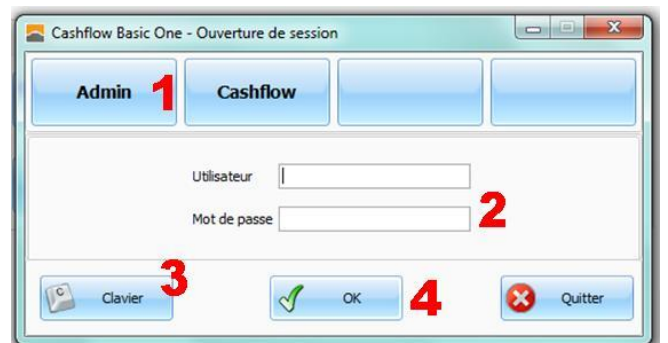 Cashflow Basic One - Ouverture de session
Admin 1 Cashflow
Utilisateur
Mot de passe 2
Clavier 3 OK 4 Quitter